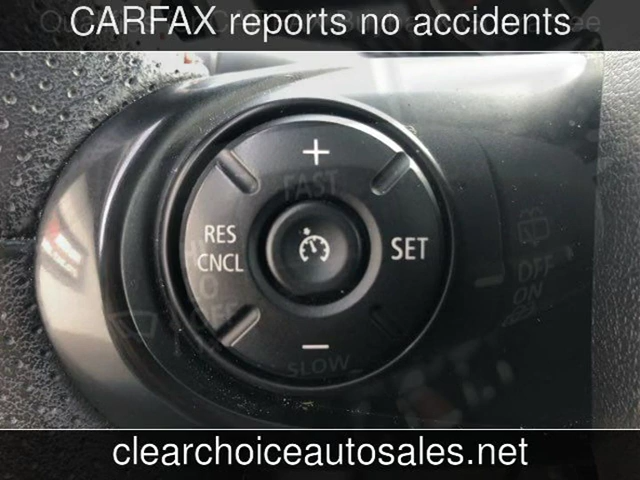 CARFAX reports no accidents
+
FAST
RES
CNCL
SET
OFF
ON
−
SLOW
clearchoiceautosales.net